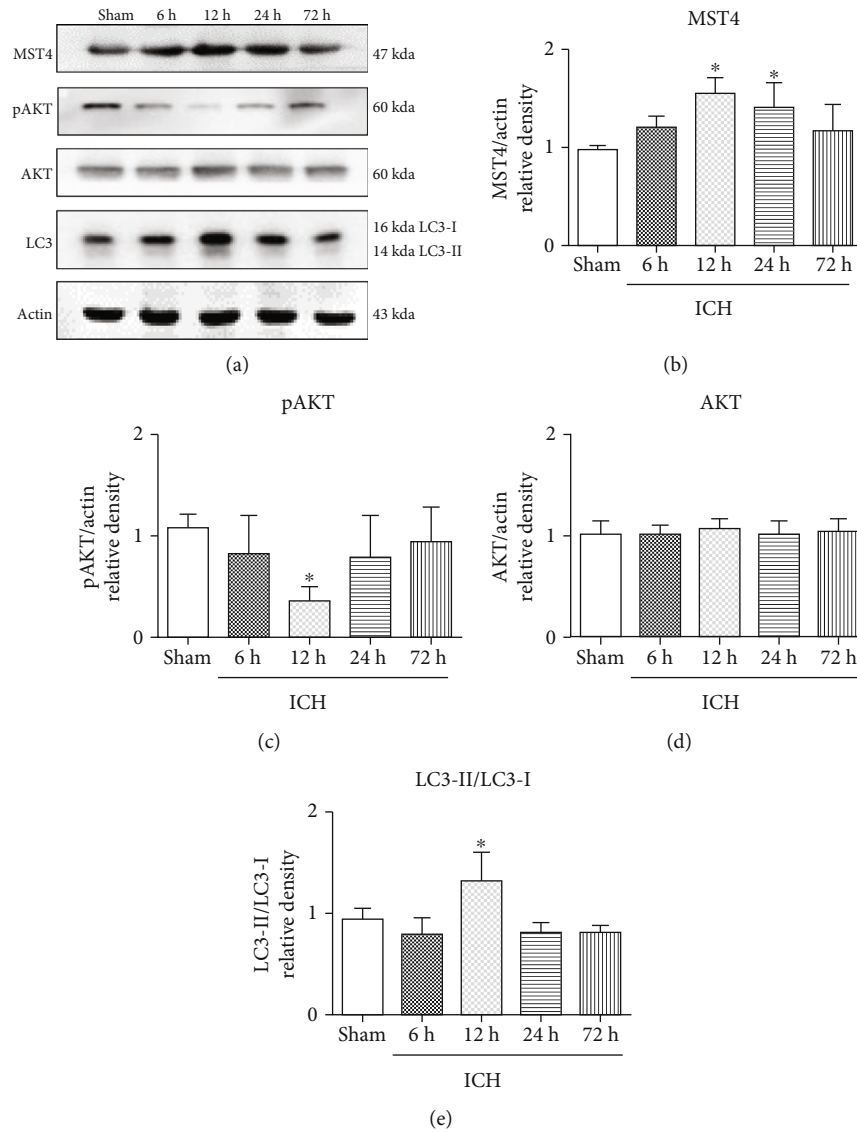 Sham 6 h 12 h 24 h 72 h
MST4 47 kda
pAKT 60 kda
AKT 60 kda
LC3 16 kda LC3-I
14 kda LC3-II
Actin 43 kda
(a)
MST4
MST4/actin
relative density
2
1
0
* *
Sham 6 h 12 h 24 h 72 h
ICH
(b)
pAKT
pAKT/actin
relative density
2
1
0
*
Sham 6 h 12 h 24 h 72 h
ICH
(c)
AKT
AKT/actin
relative density
2
1
0
Sham 6 h 12 h 24 h 72 h
ICH
(d)
LC3-II/LC3-I
LC3-II/LC3-I
relative density
2
1
0
*
Sham 6 h 12 h 24 h 72 h
ICH
(e)